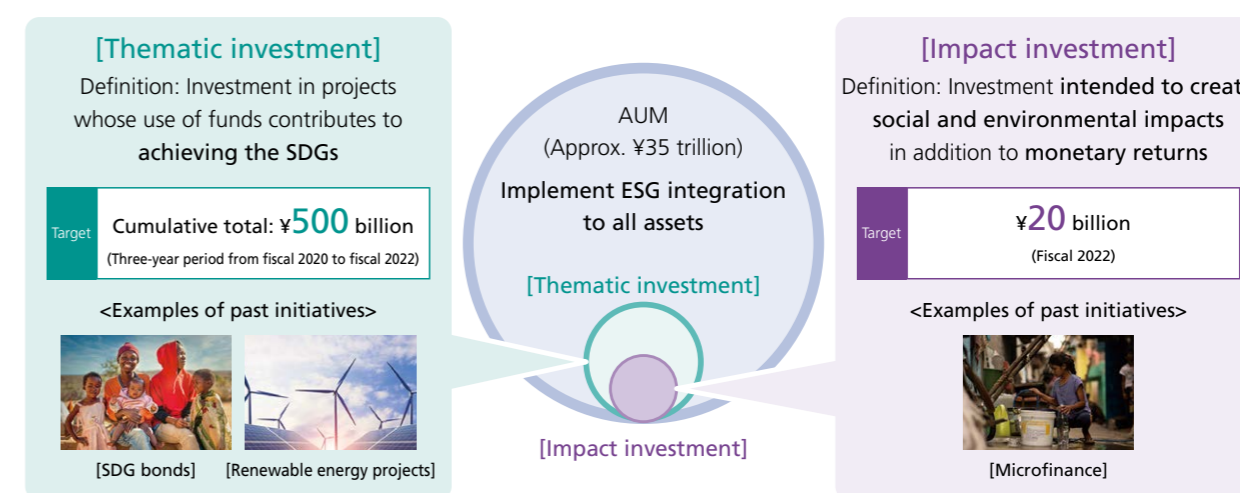 [Thematic investment]
Definition: Investment in projects
whose use of funds contributes to
achieving the SDGs
Target
Cumulative total: ¥500 billion
(Three-year period from fiscal 2020 to fiscal 2022)
<Examples of past initiatives>
[SDG bonds]
[Renewable energy projects]
AUM
(Approx. ¥35 trillion)
Implement ESG integration
to all assets
[Thematic investment]
[Impact investment]
[Impact investment]
Definition: Investment intended to creat
social and environmental impacts
in addition to monetary returns
Target
¥20 billion
(Fiscal 2022)
<Examples of past initiatives>
[Microfinance]